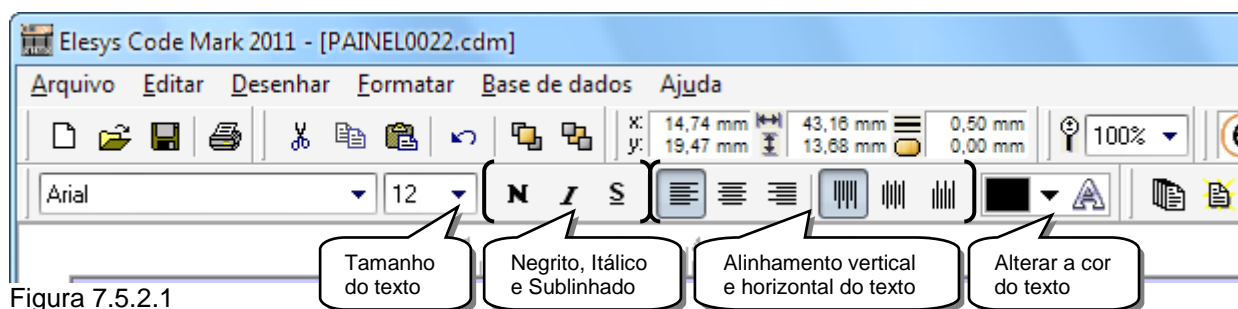 Elesys Code Mark 2011 - [PAINEL0022.cdm]
Arquivo Editar Desenhar Formatar Base de dados Ajuda
x: 14,74 mm 43,16 mm 0,50 mm 100%
y: 19,47 mm 13,68 mm 0,00 mm
Arial 12 N I S A
Tamanho do texto
Negrito, Itálico e Sublinhado
Alinhamento vertical e horizontal do texto
Alterar a cor do texto
Figura 7.5.2.1